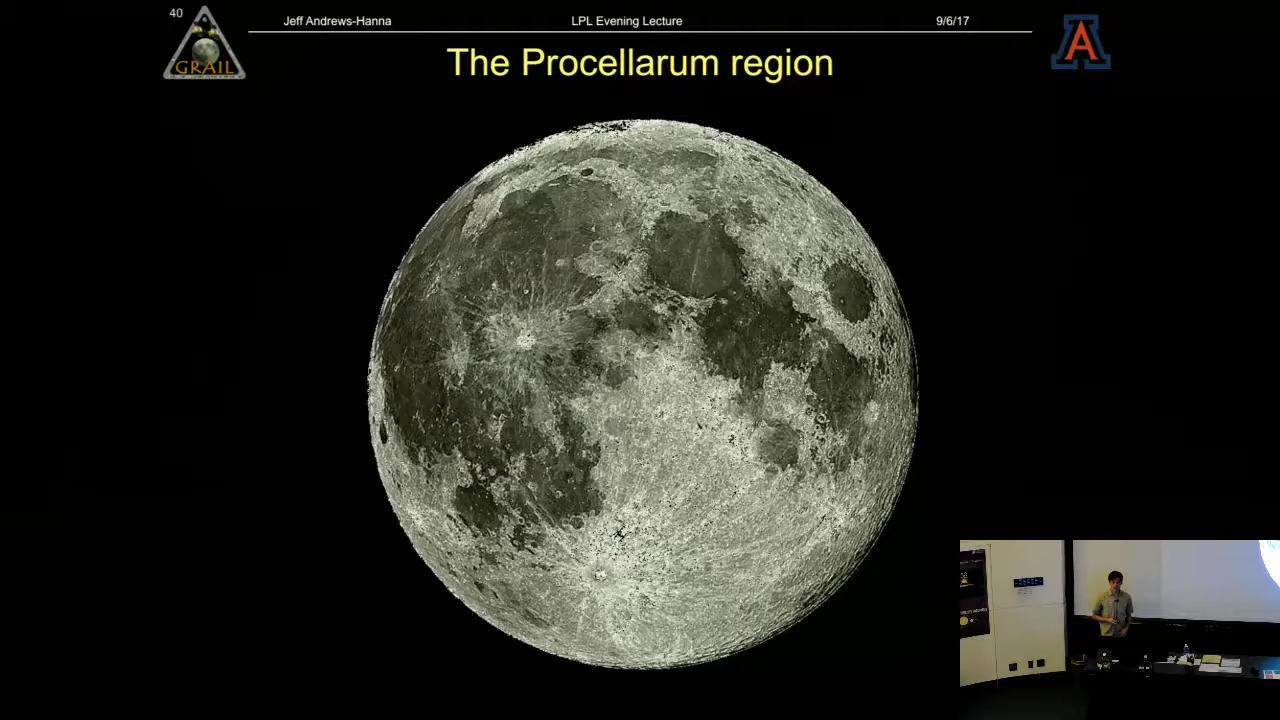 40
Jeff Andrews-Hanna LPL Evening Lecture 9/6/17
GRAIL
A
The Procellarum region